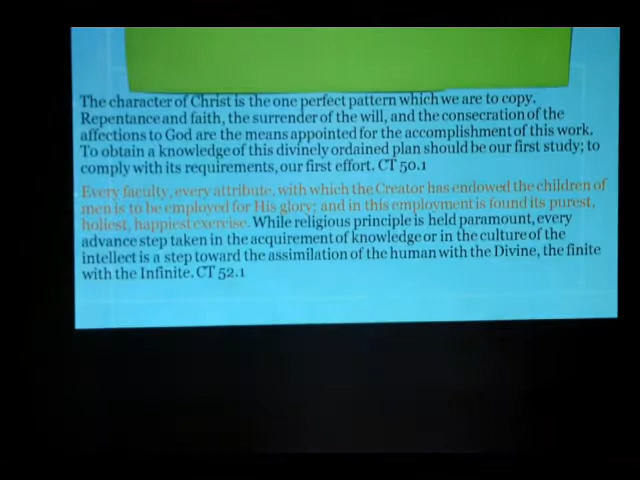 The character of Christ is the one perfect pattern which we are to copy.
Repentance and faith, the surrender of the will, and the consecration of the
affections to God are the means appointed for the accomplishment of this work.
To obtain a knowledge of this divinely ordained plan should be our first study; to
comply with its requirements, our first effort. CT 50.1
Every faculty, every attribute, with which the Creator has endowed the children of
men is to be employed for His glory; and in this employment is found its purest,
holiest, happiest exercise. While religious principle is held paramount, every
advance step taken in the acquirement of knowledge or in the culture of the
intellect is a step toward the assimilation of the human with the Divine, the finite
with the Infinite. CT 52.1